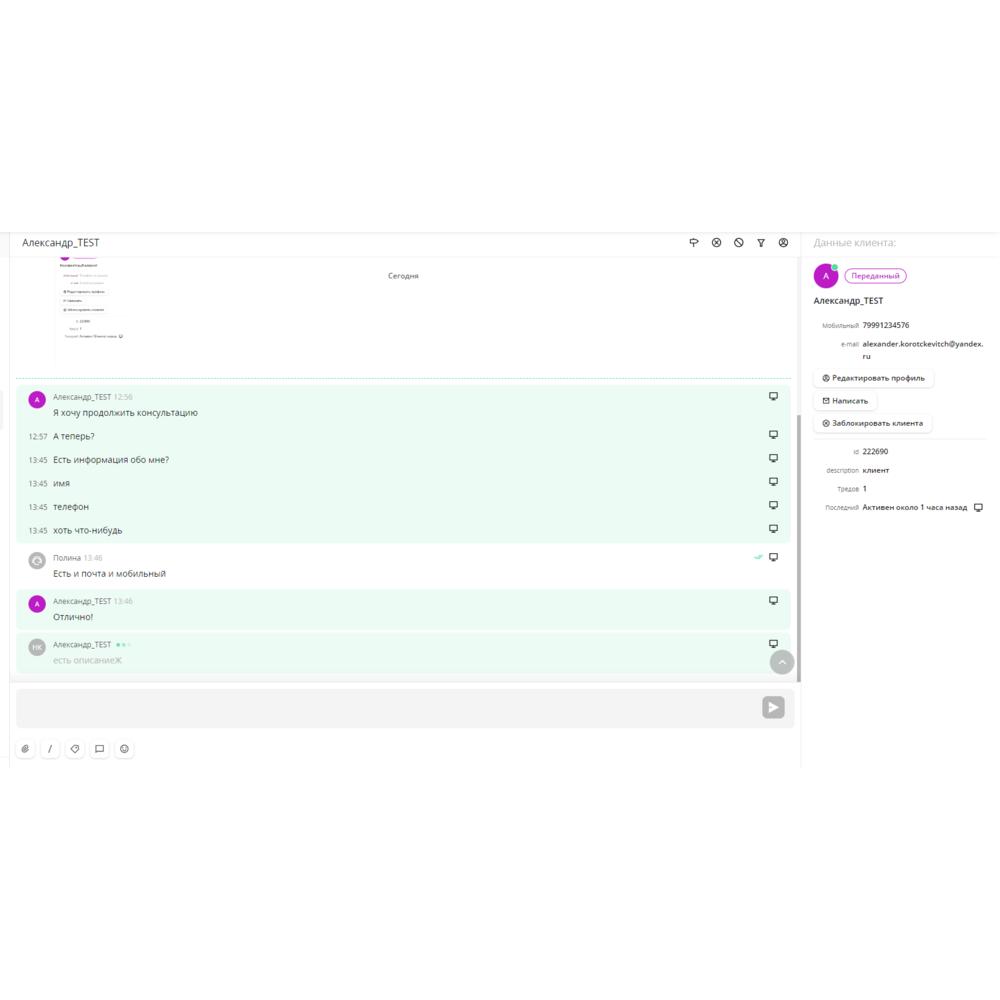 Александр_TEST
Сегодня
Александр_TEST 12:56
Я хочу продолжить консультацию
12:57 А теперь?
13:45 Есть информация обо мне?
13:45 имя
13:45 телефон
13:45 хоть что-нибудь
Полина 13:46
Есть и почта и мобильный
А Александр_TEST 13:46
Отлично!
НК Александр_TEST
есть описаниеЖ
Данные клиента:
А Переданный
Александр_TEST
Мобильный 79991234576
e-mail alexander.korotckevitch@yandex.
ru
Редактировать профиль
Написать
Заблокировать клиента
id 222690
description клиент
Тредов 1
Последний Активен около 1 часа назад